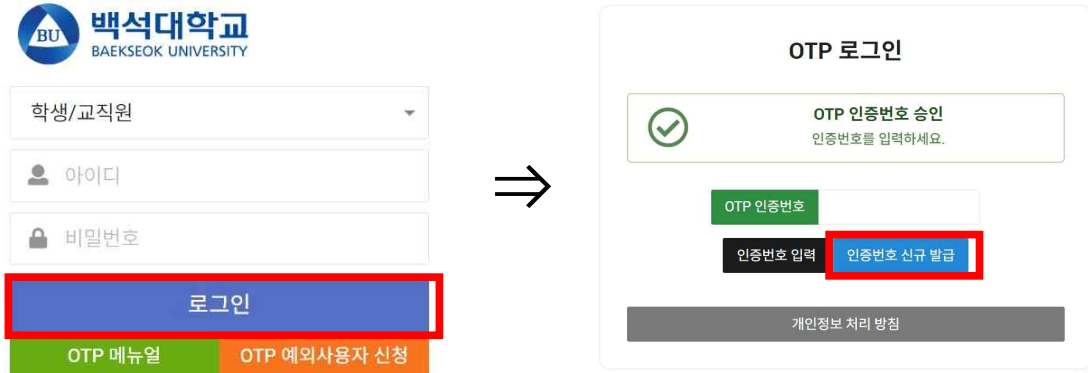 BU
백석대학교
BAEKSEOK UNIVERSITY
학생/교직원
아이디
비밀번호
로그인
OTP 메뉴얼
OTP 예외사용자 신청
⇒
OTP 로그인
OTP 인증번호 승인
인증번호를 입력하세요.
OTP 인증번호
인증번호 입력
인증번호 신규 발급
개인정보 처리 방침